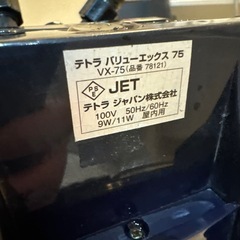 テトラ バリューエックス 75
VX-75(品番 78121)
PSE JET
テトラ ジャパン株式会社
100V 50Hz/60Hz
9W/11W 屋内用